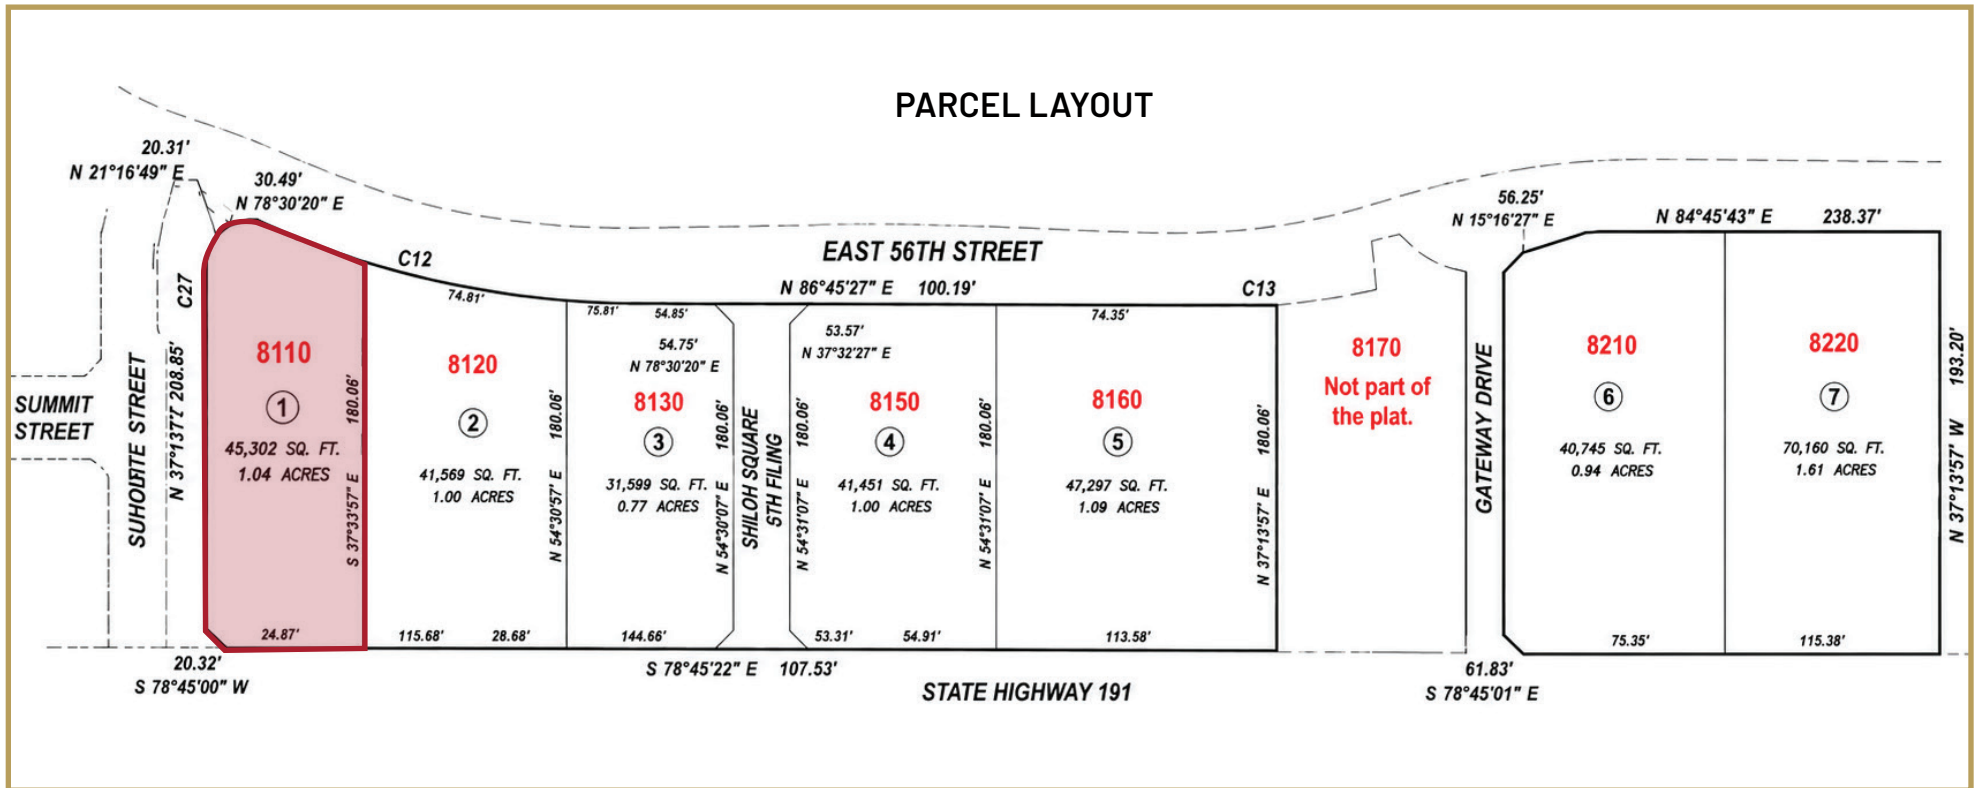 PARCEL LAYOUT
20.31'
N 21°16'49" E
30.49'
N 78°30'20" E
C12
EAST 56TH STREET
N 86°45'27" E 100.19'
C13
56.25'
N 15°16'27" E
N 84°45'43" E 238.37'
C27
74.81'
75.81' 54.85'
54.75'
N 78°30'20" E
53.57'
N 37°32'27" E
74.35'
SUMMIT
STREET
N 37°13'7'7 208.85'
8110
1
45,302 SQ. FT.
1.04 ACRES
S 37°33'57" E 180.06'
8120
2
41,569 SQ. FT.
1.00 ACRES
N 54°30'57' E 180.06'
8130
3
31,599 SQ. FT.
0.77 ACRES
N 54°30'07' E 180.06'
SHILOH SQUARE
5TH FILING
N 54°31'07' E 180.06'
8150
4
41,451 SQ. FT.
1.00 ACRES
N 54°31'07' E 180.06'
8160
5
47,297 SQ. FT.
1.09 ACRES
N 37°13'57' E 180.06'
8170
Not part of
the plat.
GATEWAY DRIVE
8210
6
40,745 SQ. FT.
0.94 ACRES
8220
7
70,160 SQ. FT.
1.61 ACRES
N 37°13'57' W 193.20'
24.87'
115.68' 28.68'
144.66'
53.31' 54.91'
113.58'
75.35'
115.38'
20.32'
S 78°45'00" W
S 78°45'22" E 107.53'
STATE HIGHWAY 191
61.83'
S 78°45'01" E
STREET